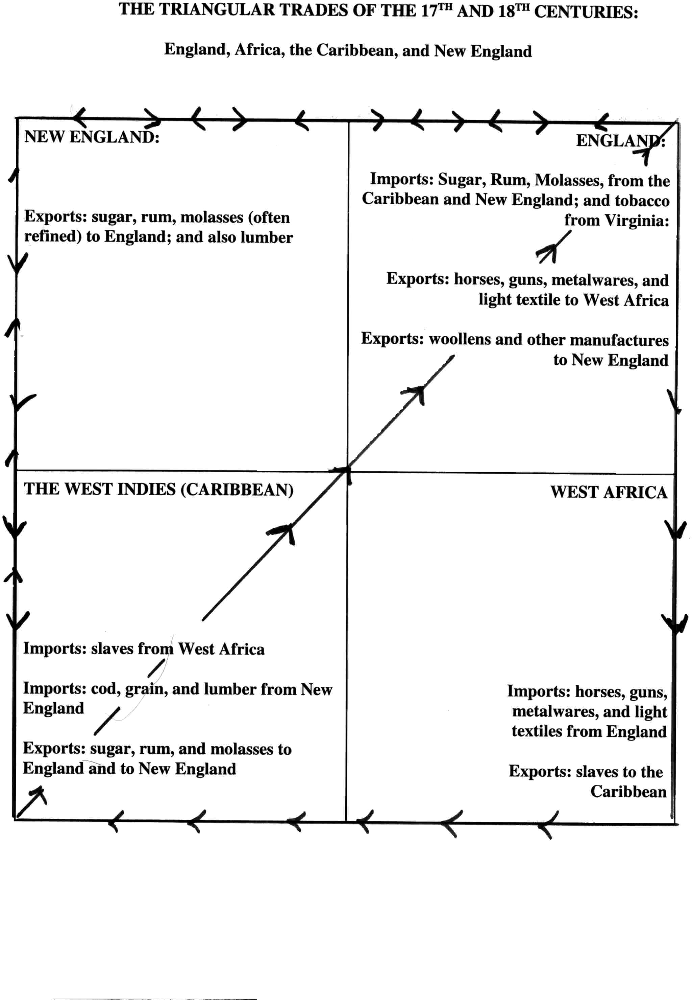 THE TRIANGULAR TRADES OF THE 17TH AND 18TH CENTURIES:
England, Africa, the Caribbean, and New England
NEW ENGLAND:
Exports: sugar, rum, molasses (often
refined) to England; and also lumber
ENGLAND:
Imports: Sugar, Rum, Molasses, from the
Caribbean and New England; and tobacco
from Virginia:
Exports: horses, guns, metalwares, and
light textile to West Africa
Exports: woollens and other manufactures
to New England
THE WEST INDIES (CARIBBEAN)
Imports: slaves from West Africa
Imports: cod, grain, and lumber from New
England
Exports: sugar, rum, and molasses to
England and to New England
WEST AFRICA
Imports: horses, guns,
metalwares, and light
textiles from England
Exports: slaves to the
Caribbean